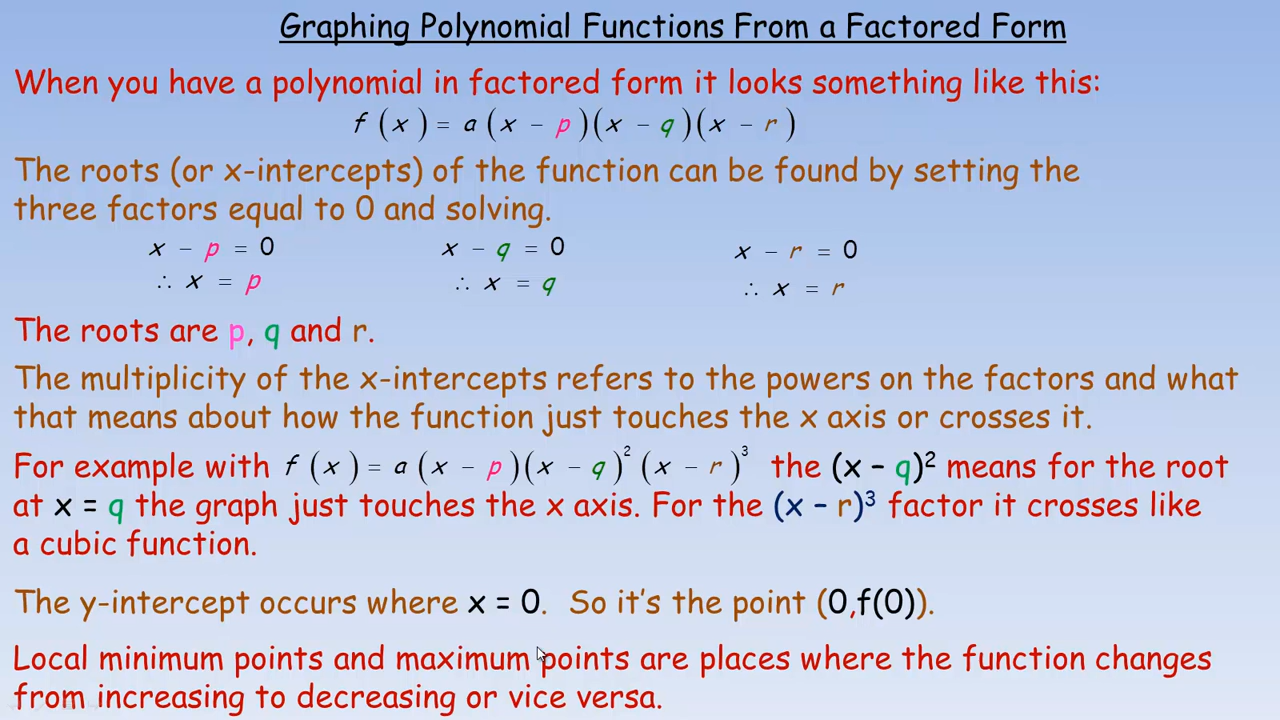 Graphing Polynomial Functions From a Factored Form
When you have a polynomial in factored form it looks something like this:
f (x) = a (x − p)(x − q)(x − r)
The roots (or x-intercepts) of the function can be found by setting the
three factors equal to 0 and solving.
x − p = 0 x − q = 0 x − r = 0
∴ x = p ∴ x = q ∴ x = r
The roots are p, q and r.
The multiplicity of the x-intercepts refers to the powers on the factors and what
that means about how the function just touches the x axis or crosses it.
For example with f (x) = a (x − p)(x − q)² (x − r)³ the (x – q)² means for the root
at x = q the graph just touches the x axis. For the (x – r)³ factor it crosses like
a cubic function.
The y-intercept occurs where x = 0. So it's the point (0,f(0)).
Local minimum points and maximum points are places where the function changes
from increasing to decreasing or vice versa.